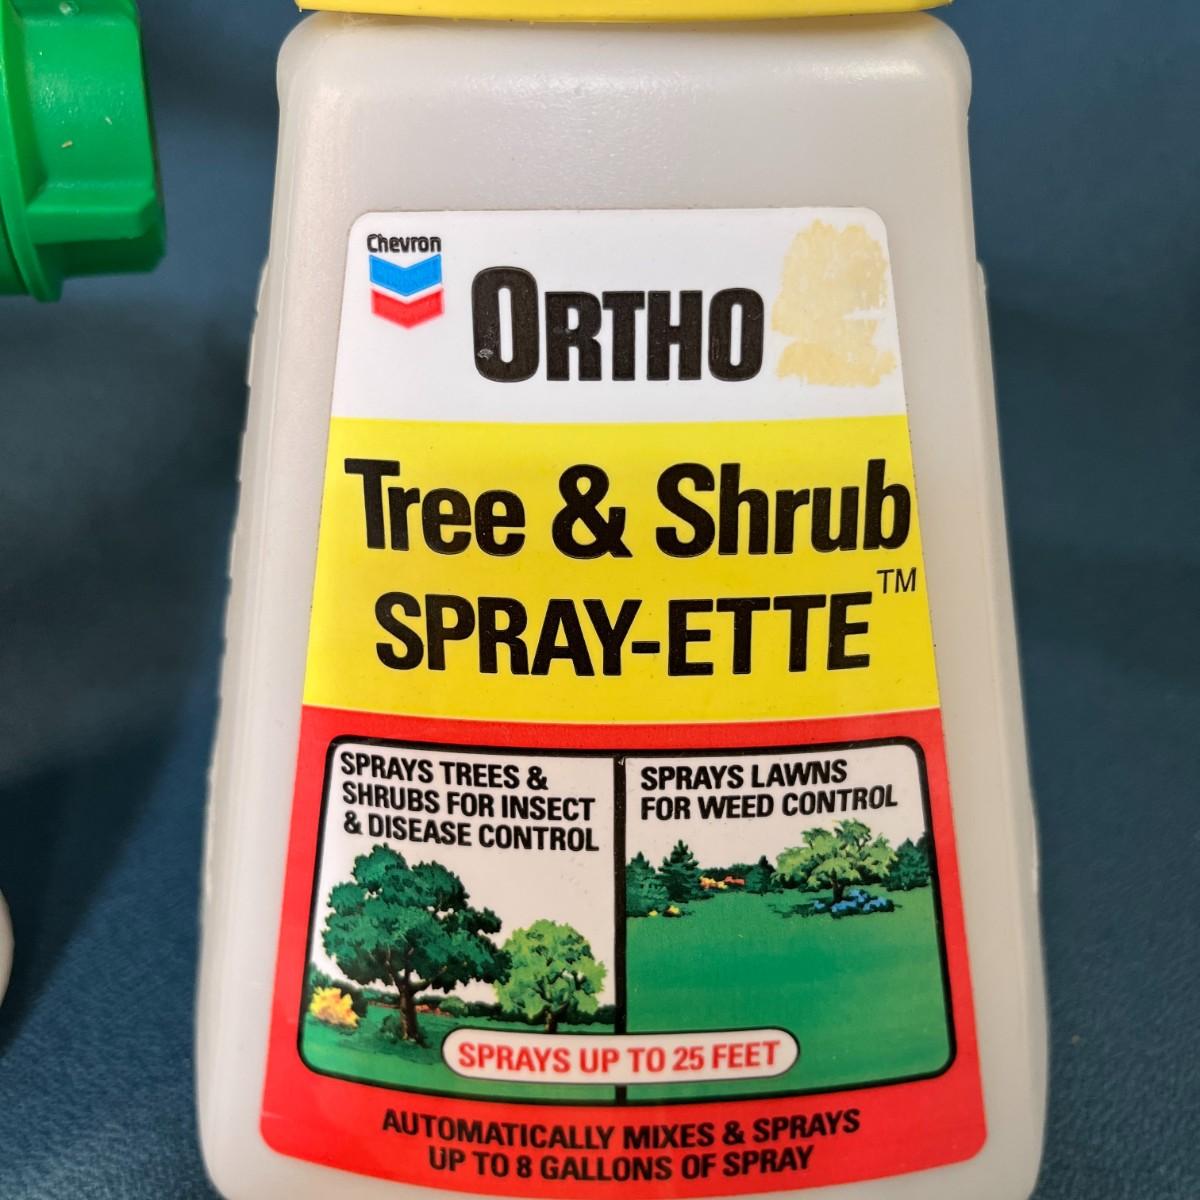 Chevron
ORTHO
Tree & Shrub
SPRAY-ETTE™
SPRAYS TREES &
SHRUBS FOR INSECT
& DISEASE CONTROL
SPRAYS LAWNS
FOR WEED CONTROL
SPRAYS UP TO 25 FEET
AUTOMATICALLY MIXES & SPRAYS
UP TO 8 GALLONS OF SPRAY